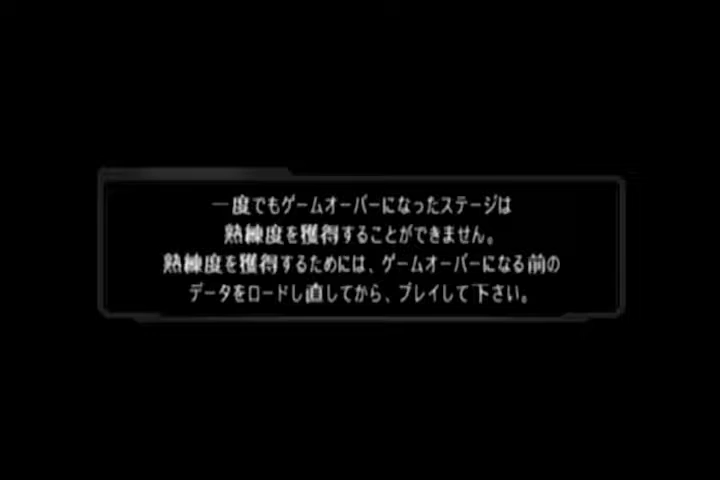 一度でもゲームオーバーになったステージは
熟練度を獲得することができません。
熟練度を獲得するためには、ゲームオーバーになる前の
データをロードし直してから、プレイして下さい。